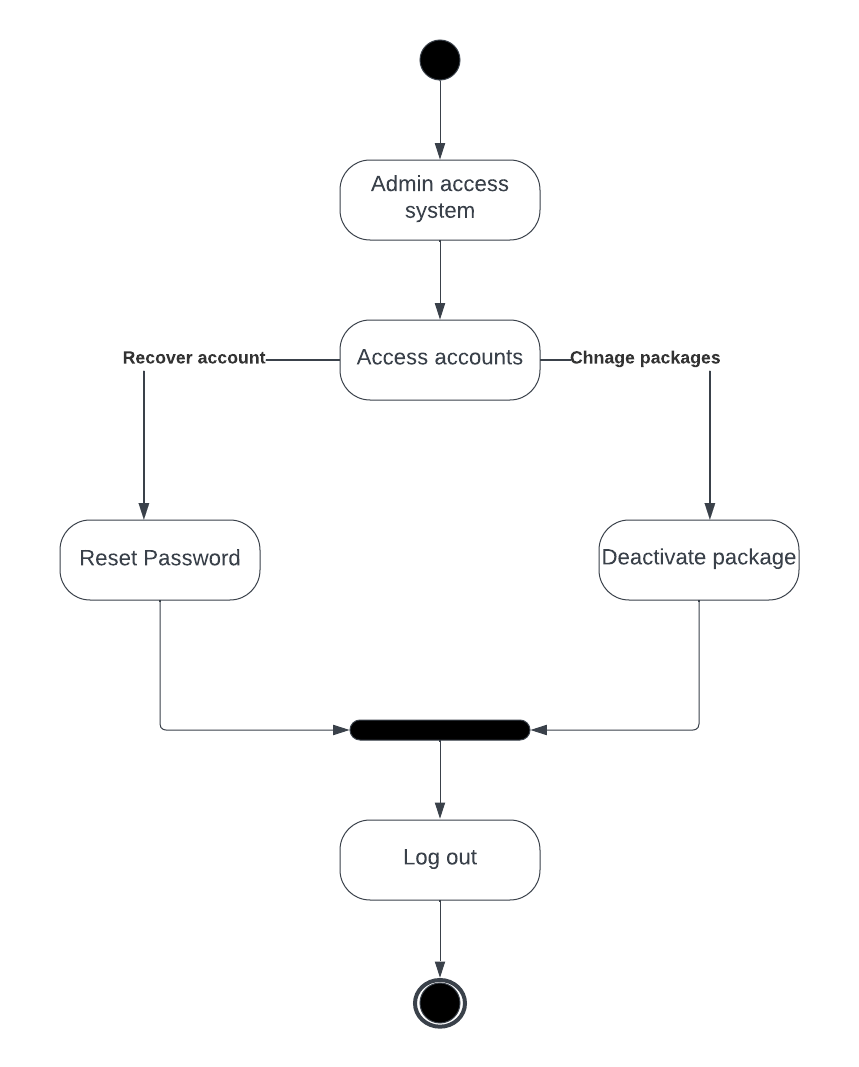 Admin access
system
Recover account
Access accounts
Chnage packages
Reset Password
Deactivate package
Log out